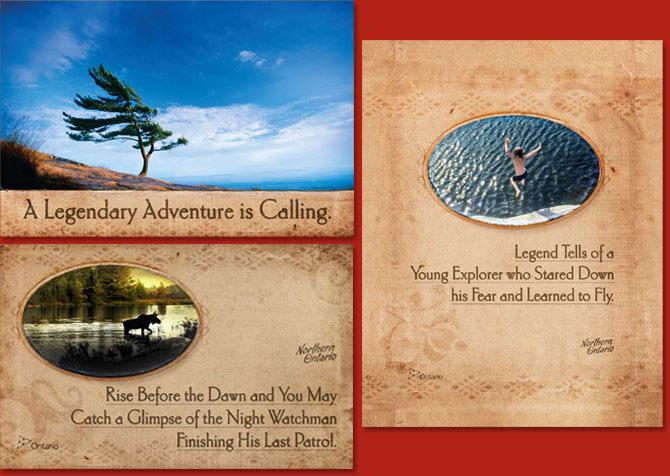 A Legendary Adventure is Calling.
Northern
Ontario
Rise Before the Dawn and You May
Catch a Glimpse of the Night Watchman
Finishing His Last Patrol.
Ontario
Legend Tells of a
Young Explorer who Stared Down
his Fear and Learned to Fly.
Northern
Ontario
Ontario